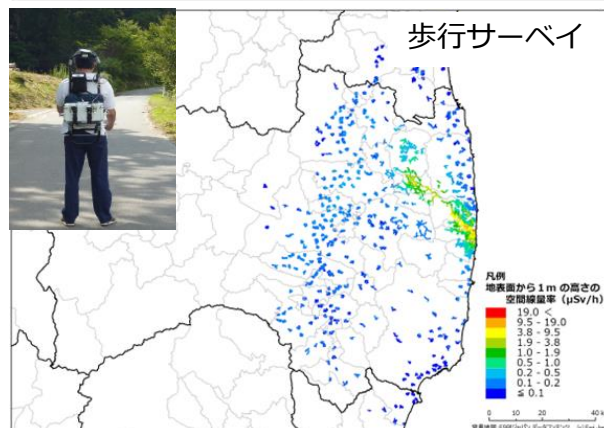 歩行サーベイ
凡例
地表面から1m の高さの
空間線量率 (μSv/h)
19.0 <
9.5 - 19.0
3.8 - 9.5
1.9 - 3.8
1.0 - 1.9
0.5 - 1.0
0.2 - 0.5
0.1 - 0.2
≦ 0.1
0 10 20 40